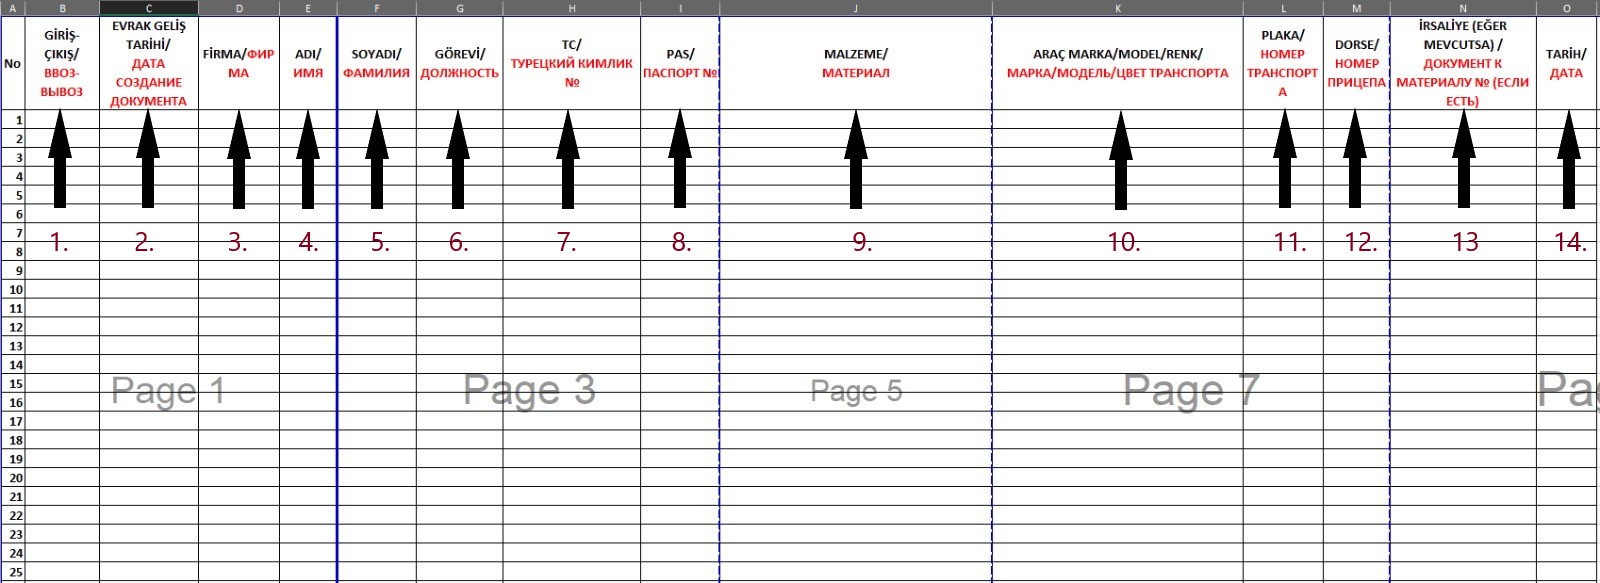 A B C D E F G H I J K L M N O
No
GİRİŞ-
ÇIKIŞ/
ВВОЗ-
ВЫВОЗ
EVRAK GELİŞ
TARİHİ/
ДАТА
СОЗДАНИЕ
ДОКУМЕНТА
FİRMA/ФИР
МА
ADI/
ИМЯ
SOYADI/
ФАМИЛИЯ
GÖREVİ/
ДОЛЖНОСТЬ
TC/
ТУРЕЦКИЙ КИМЛИК
№
PAS/
ПАСПОРТ №
MALZEME/
МАТЕРИАЛ
ARAÇ MARKA/MODEL/RENK/
МАРКА/МОДЕЛЬ/ЦВЕТ ТРАНСПОРТА
PLAKA/
НОМЕР
ТРАНСПОРТ
А
DORSE/
НОМЕР
ПРИЦЕПА
İRSALİYE (EĞER
MEVCUTSA) /
ДОКУМЕНТ К
МАТЕРИАЛУ № (ЕСЛИ
ЕСТЬ)
TARİH/
ДАТА
1
2
3
4
5
6
7
1. 2. 3. 4. 5. 6. 7. 8. 9. 10. 11. 12. 13 14.
8
9
10
11
12
13
14
15
Page 1 Page 3 Page 5 Page 7 Pa
16
17
18
19
20
21
22
23
24
25